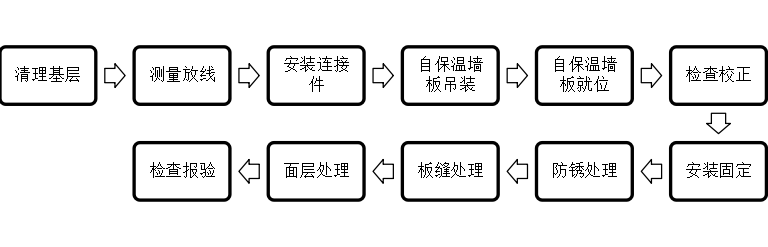 清理基层
测量放线
安装连接
件
自保温墙
板吊装
自保温墙
板就位
检查校正
安装固定
防锈处理
板缝处理
面层处理
检查报验